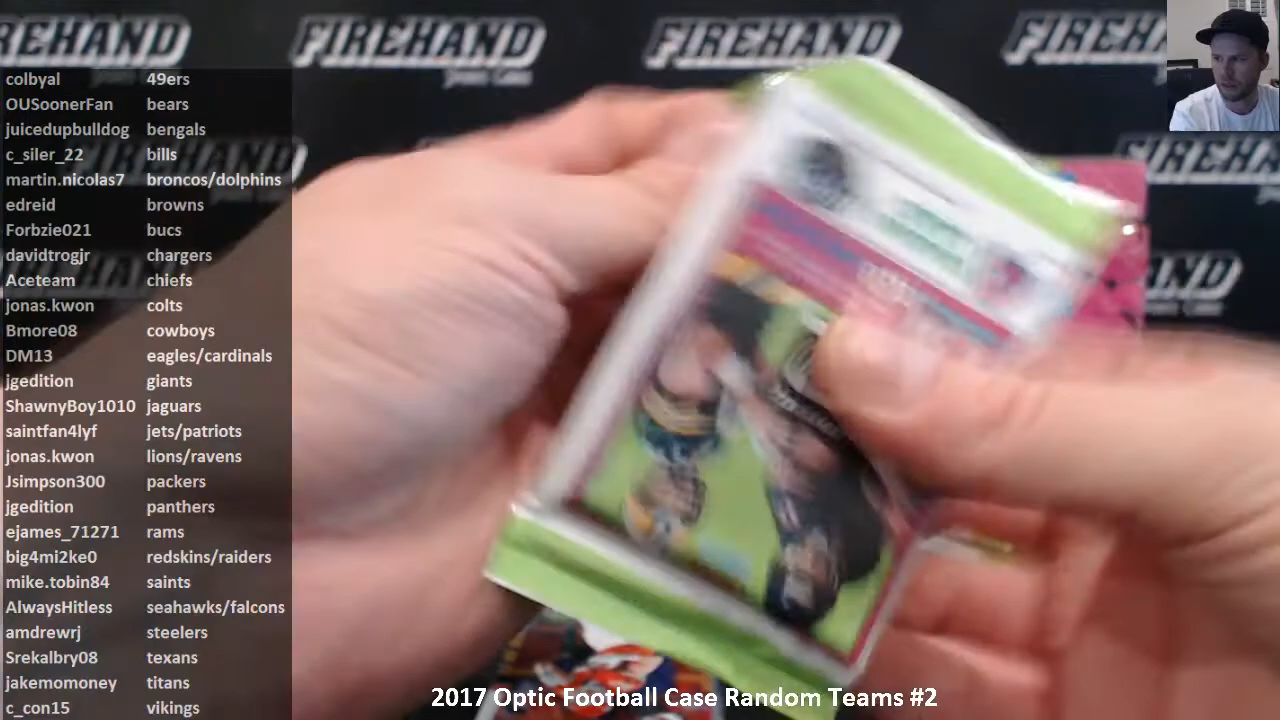 FIREHAND FIREHAND FIREHAND FIREHAND
colbyal 49ers
OUSoonerFan bears
juicedupbulldog bengals
c_siler_22 bills
martin.nicolas7 broncos/dolphins
edreid browns
Forbzie021 bucs
davidtrogjr chargers
Aceteam chiefs
jonas.kwon colts
Bmore08 cowboys
DM13 eagles/cardinals
jgedition giants
ShawnyBoy1010 jaguars
saintfan4lyf jets/patriots
jonas.kwon lions/ravens
Jsimpson300 packers
jgedition panthers
ejames_71271 rams
big4mi2ke0 redskins/raiders
mike.tobin84 saints
AlwaysHitless seahawks/falcons
amdrewrj steelers
Srekalbry08 texans
jakemomoney titans
c_con15 vikings
2017 Optic Football Case Random Teams #2